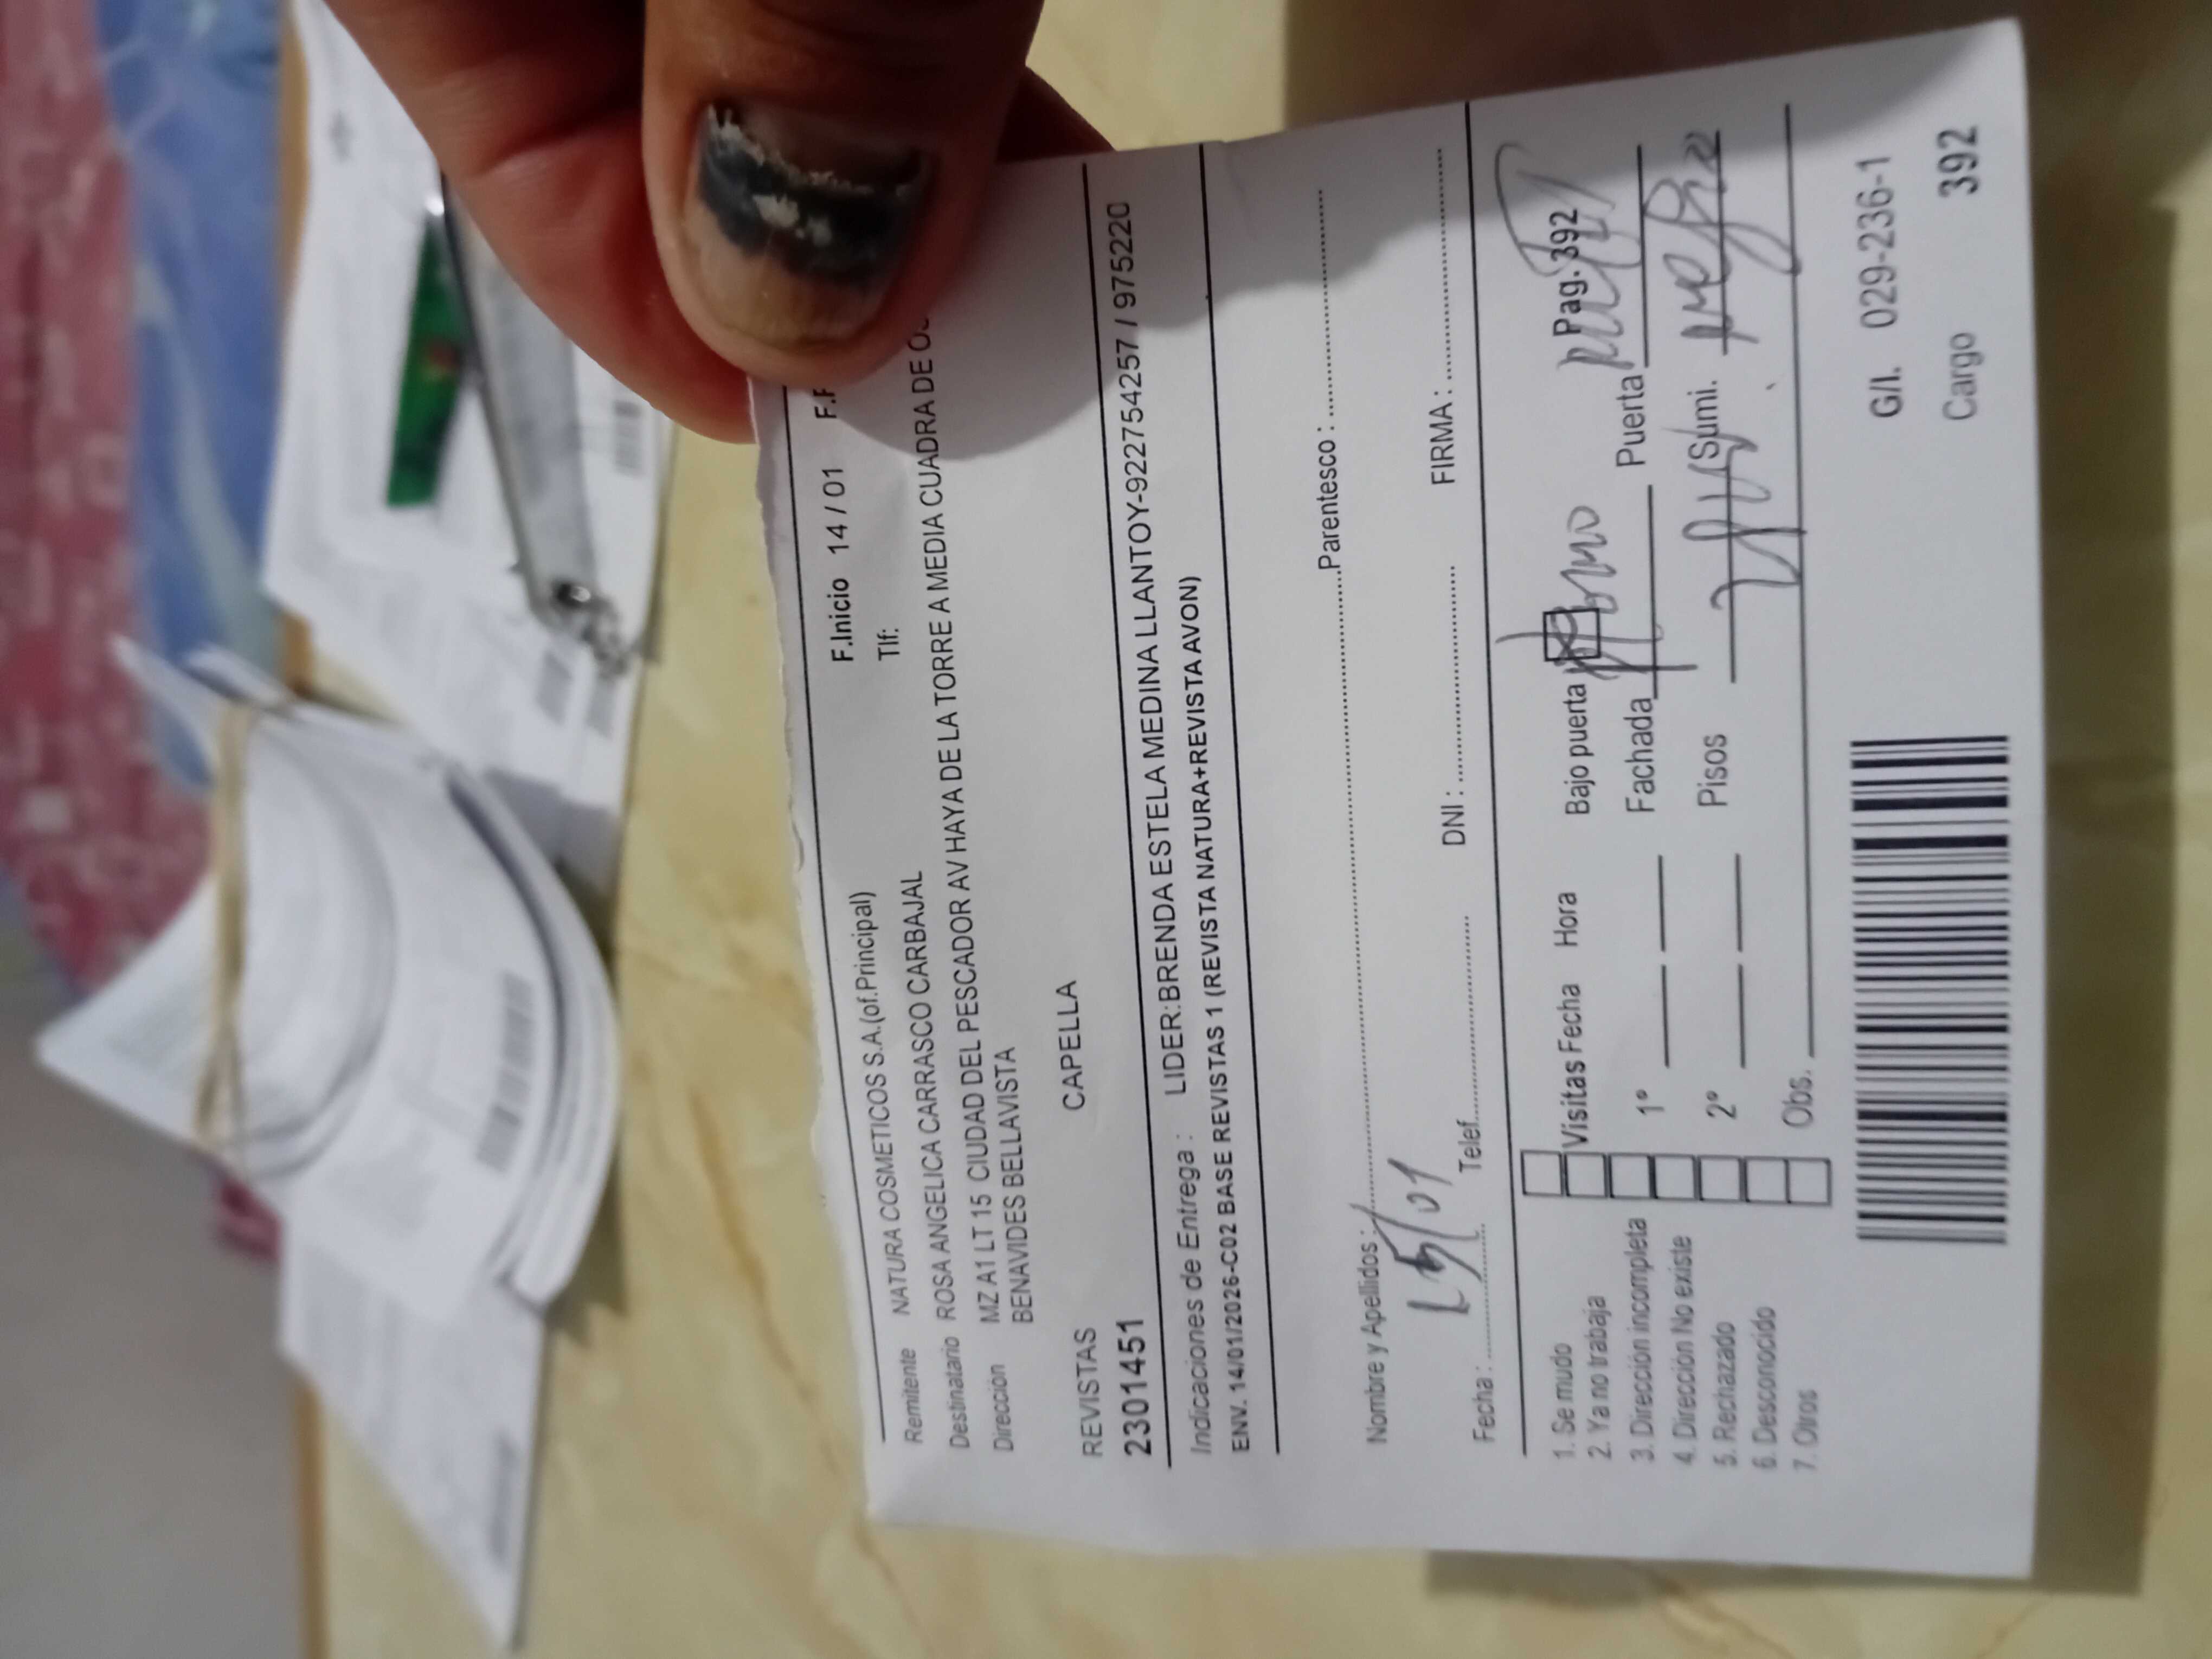 F.Inicio 14 / 01 F.F
Remitente NATURA COSMETICOS S.A.(of.Principal) Tlf:
Destinatario ROSA ANGELICA CARRASCO CARBAJAL
Dirección MZ A1 LT 15 CIUDAD DEL PESCADOR AV HAYA DE LA TORRE A MEDIA CUADRA DE
BENAVIDES BELLAVISTA
REVISTAS CAPELLA
2301451
Indicaciones de Entrega : LIDER:BRENDA ESTELA MEDINA LLANTOY-922754257 / 975220
ENV. 14/01/2026-C02 BASE REVISTAS 1 (REVISTA NATURA+REVISTA AVON)
Nombre y Apellidos : Parentesco :
15/01
Fecha : Telef. DNI : FIRMA :
1. Se mudo
2. Ya no trabaja
3. Dirección incompleta
4. Dirección No existe
5. Rechazado
6. Desconocido
7. Otros
Visitas Fecha Hora
1º
2º
Obs.
Bajo puerta Pag. 392
Fachada Puerta
Pisos Sumi.
G/I. 029-236-1
Cargo 392